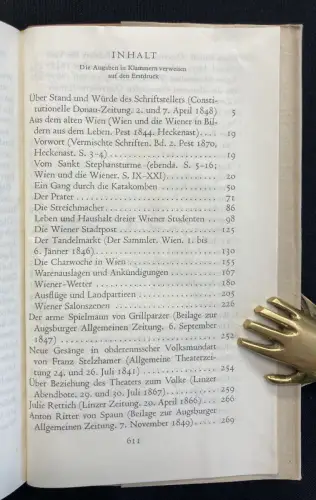 INHALT
Die Angaben in Klammern verweisen
auf den Erstdruck
Über Stand und Würde des Schriftstellers (Consti-
tutionelle Donau-Zeitung, 2. und 7. April 1848) 5
Aus dem alten Wien (Wien und die Wiener in Bil-
dern aus dem Leben. Pest 1844. Heckenast) .... 19
Vorwort (Vermischte Schriften. Bd. 2. Pest 1870,
Heckenast. S. 3–4) .................... 19
Vom Sankt Stephansturme (ebenda. S. 5–16;
Wien und die Wiener, S. IX–XXI) ........... 20
Ein Gang durch die Katakomben ............ 50
Der Prater .............................. 71
Die Streichmacher ....................... 86
Leben und Haushalt dreier Wiener Studenten .. 98
Die Wiener Stadtpost ..................... 125
Der Tandelmarkt (Der Sammler, Wien. 1. bis
6. Jänner 1846) ......................... 130
Die Charwoche in Wien ................... 155
Warenauslagen und Ankündigungen ........ 167
Wiener-Wetter .......................... 180
Ausflüge und Landpartieen ............... 205
Wiener Salonszenen ..................... 226
Der arme Spielmann von Grillparzer (Beilage zur
Augsburger Allgemeinen Zeitung. 6. September
1847) .................................. 252
Neue Gesänge in obderennsischer Volksmundart
von Franz Stelzhamer (Allgemeine Theaterzei-
tung 24. und 26. Juli 1841) ................ 254
Über Beziehung des Theaters zum Volke (Linzer
Abendbote, 29. und 30. Juli 1867) ........... 259
Julie Rettich (Linzer Zeitung, 20. April 1866) ... 266
Anton Ritter von Spaun (Beilage zur Augsburger
Allgemeinen Zeitung. 7. November 1849) ...... 269
611